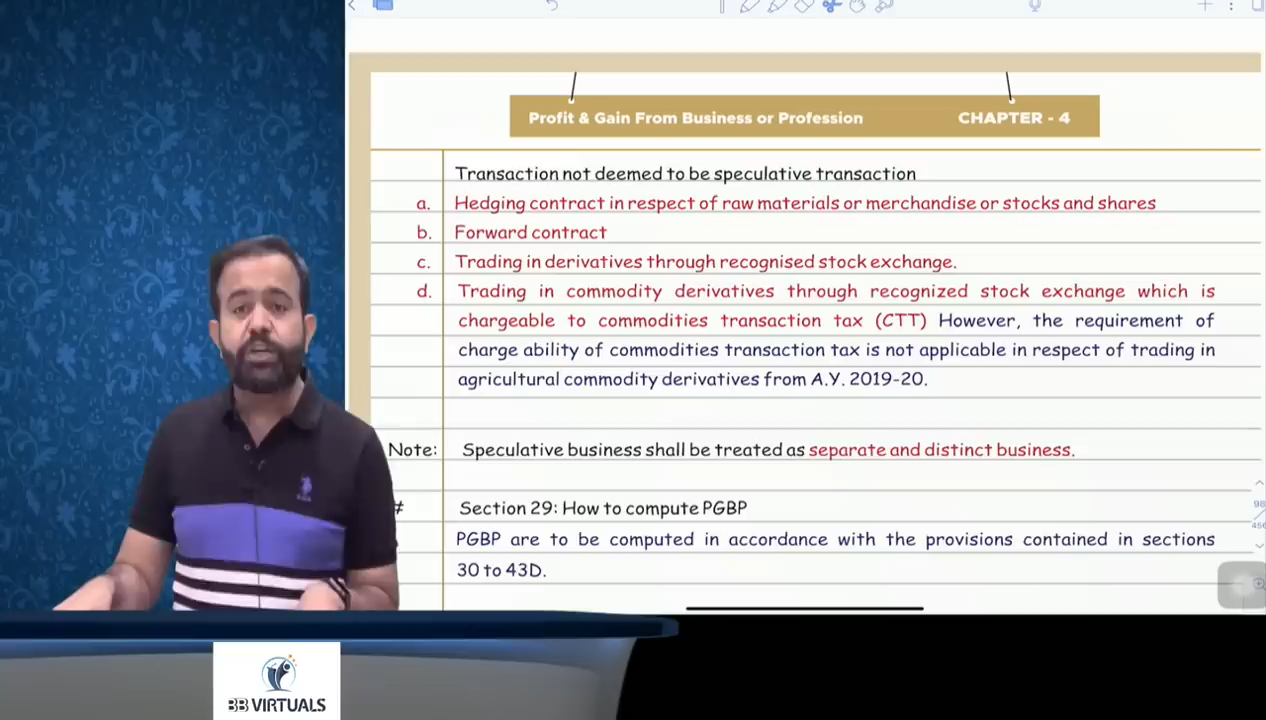 Profit & Gain From Business or Profession CHAPTER - 4
Transaction not deemed to be speculative transaction
a. Hedging contract in respect of raw materials or merchandise or stocks and shares
b. Forward contract
c. Trading in derivatives through recognised stock exchange.
d. Trading in commodity derivatives through recognized stock exchange which is
chargeable to commodities transaction tax (CTT) However, the requirement of
charge ability of commodities transaction tax is not applicable in respect of trading in
agricultural commodity derivatives from A.Y. 2019-20.
Note: Speculative business shall be treated as separate and distinct business.
# Section 29: How to compute PGBP
PGBP are to be computed in accordance with the provisions contained in sections
30 to 43D.
98
456
BB VIRTUALS